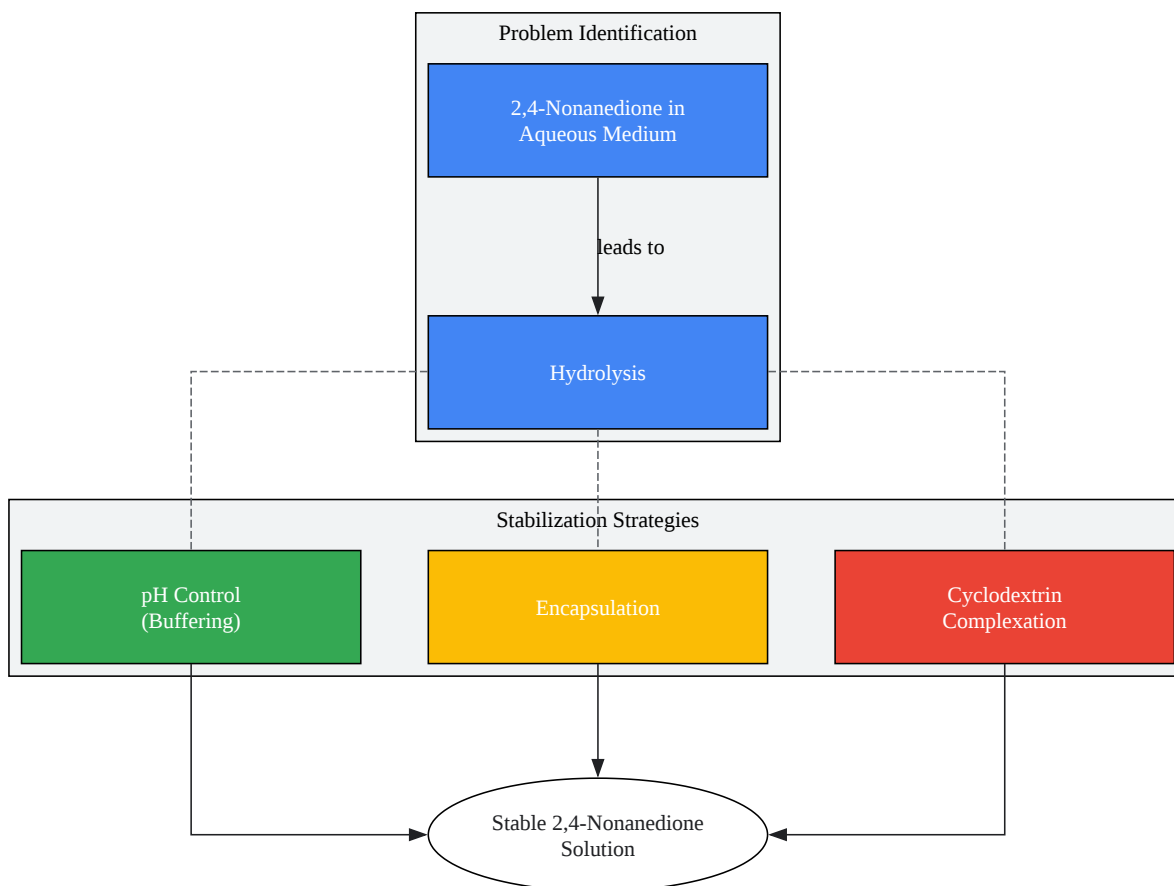 Problem Identification
2,4-Nonanedione in
Aqueous Medium
leads to
Hydrolysis
Stabilization Strategies
pH Control
(Buffering)
Encapsulation
Cyclodextrin
Complexation
Stable 2,4-Nonanedione
Solution